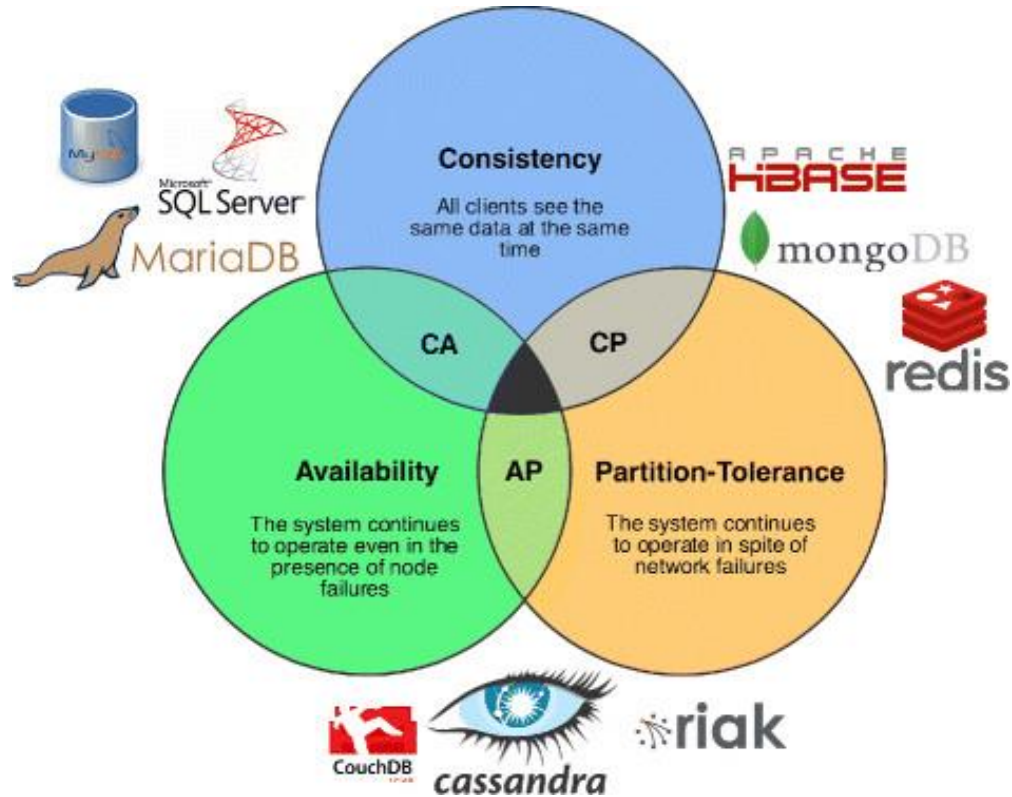 MySQL
Microsoft®
SQL Server
MariaDB
Consistency
All clients see the
same data at the same
time
APACHE
HBASE
mongoDB
redis
CA
CP
AP
Availability
The system continues
to operate even in the
presence of node
failures
Partition-Tolerance
The system continues
to operate in spite of
network failures
CouchDB
cassandra
riak